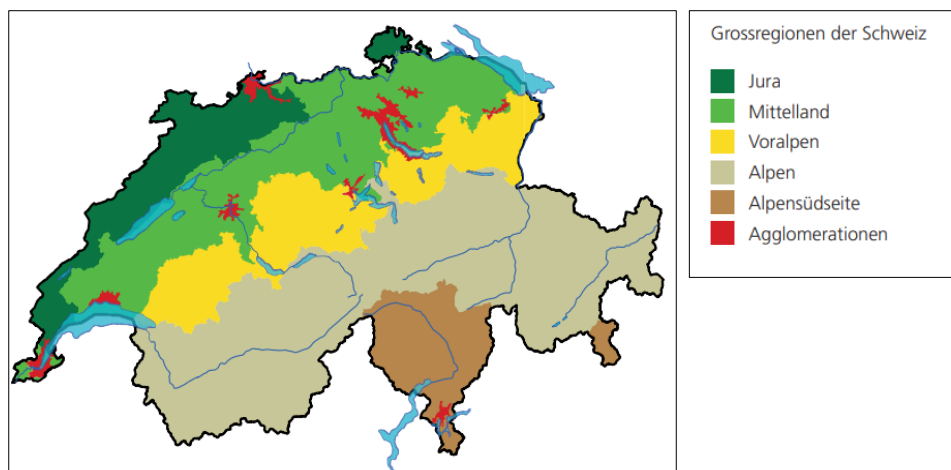 Grossregionen der Schweiz
Jura
Mittelland
Voralpen
Alpen
Alpensüdseite
Agglomerationen